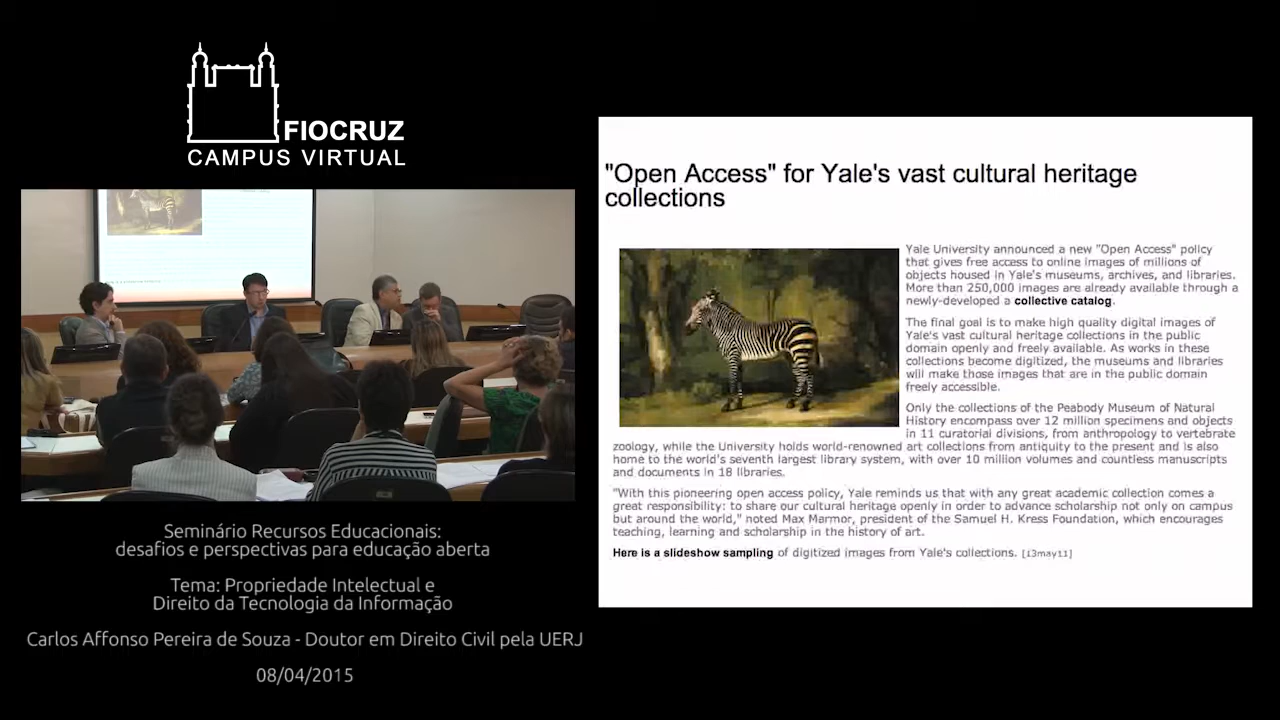 FIOCRUZ
CAMPUS VIRTUAL
Seminário Recursos Educacionais:
desafios e perspectivas para educação aberta
Tema: Propriedade Intelectual e
Direito da Tecnologia da Informação
Carlos Affonso Pereira de Souza - Doutor em Direito Civil pela UERJ
08/04/2015
"Open Access" for Yale's vast cultural heritage
collections
Yale University announced a new "Open Access" policy
that gives free access to online images of millions of
objects housed in Yale's museums, archives, and libraries.
More than 250,000 images are already available through a
newly-developed a collective catalog.
The final goal is to make high quality digital images of
Yale's vast cultural heritage collections in the public
domain openly and freely available. As works in these
collections become digitized, the museums and libraries
will make those images that are in the public domain
freely accessible.
Only the collections of the Peabody Museum of Natural
History encompass over 12 million specimens and objects
in 11 curatorial divisions, from anthropology to vertebrate
zoology, while the University holds world-renowned art collections from antiquity to the present and is also
home to the world's seventh largest library system, with over 10 million volumes and countless manuscripts
and documents in 18 libraries.
"With this pioneering open access policy, Yale reminds us that with any great academic collection comes a
great responsibility: to share our cultural heritage openly in order to advance scholarship not only on campus
but around the world," noted Max Marmor, president of the Samuel H. Kress Foundation, which encourages
teaching, learning and scholarship in the history of art.
Here is a slideshow sampling of digitized images from Yale's collections. [13may11]